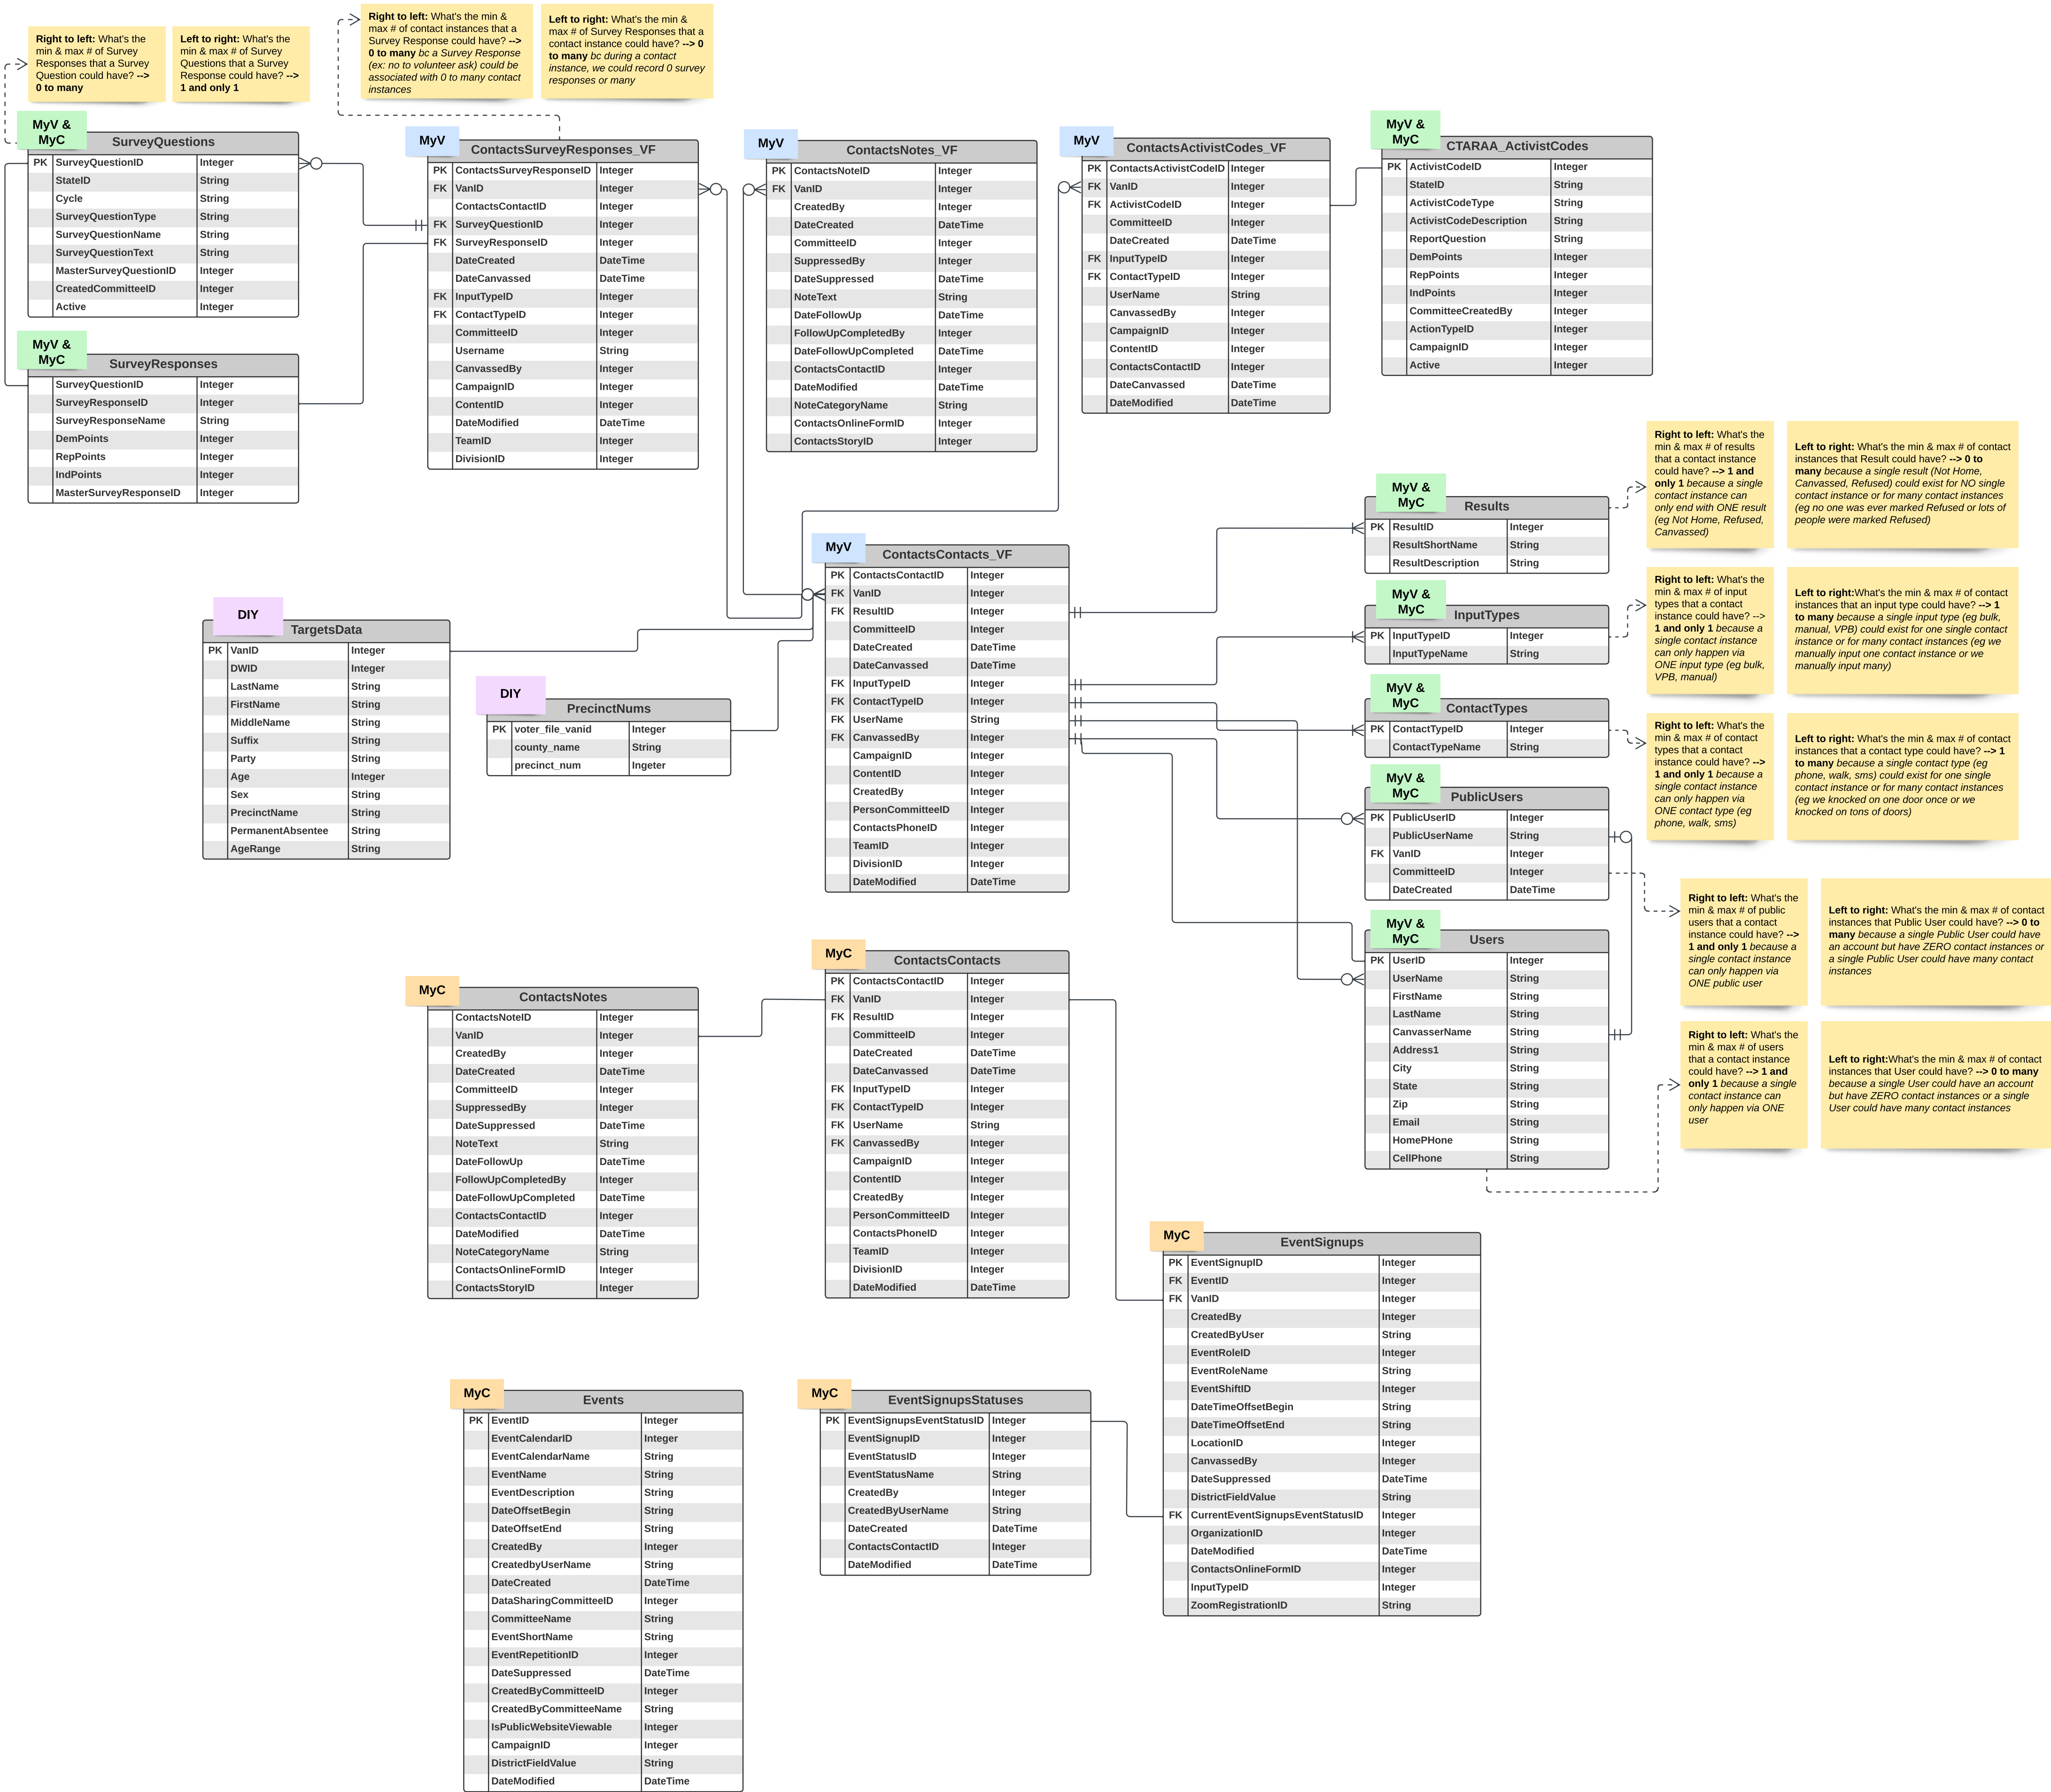 Right to left: What's the
min & max # of Survey
Responses that a Survey
Question could have? -->
0 to many
Left to right: What's the
min & max # of Survey
Questions that a Survey
Response could have? -->
1 and only 1
Right to left: What's the min &
max # of contact instances that a
Survey Response could have? -->
0 to many bc a Survey Response
(ex: no to volunteer ask) could be
associated with 0 to many contact
instances
Left to right: What's the min &
max # of Survey Responses that a
contact instance could have? --> 0
to many bc during a contact
instance, we could record 0 survey
responses or many
MyV &
MyC
SurveyQuestions
PK SurveyQuestionID Integer
StateID String
Cycle String
SurveyQuestionType String
SurveyQuestionName String
SurveyQuestionText String
MasterSurveyQuestionID Integer
CreatedCommitteeID Integer
Active Integer
MyV &
MyC
SurveyResponses
SurveyQuestionID Integer
SurveyResponseID Integer
SurveyResponseName String
DemPoints Integer
RepPoints Integer
IndPoints Integer
MasterSurveyResponseID Integer
MyV
ContactsSurveyResponses_VF
PK ContactsSurveyResponseID Integer
FK VanID Integer
ContactsContactID Integer
FK SurveyQuestionID Integer
FK SurveyResponseID Integer
DateCreated DateTime
DateCanvassed DateTime
FK InputTypeID Integer
FK ContactTypeID Integer
CommitteeID Integer
Username String
CanvassedBy Integer
CampaignID Integer
ContentID Integer
DateModified DateTime
TeamID Integer
DivisionID Integer
MyV
ContactsNotes_VF
PK ContactsNoteID Integer
FK VanID Integer
CreatedBy Integer
DateCreated DateTime
CommitteeID Integer
SuppressedBy Integer
DateSuppressed DateTime
NoteText String
DateFollowUp DateTime
FollowUpCompletedBy Integer
DateFollowUpCompleted DateTime
ContactsContactID Integer
DateModified DateTime
NoteCategoryName String
ContactsOnlineFormID Integer
ContactsStoryID Integer
MyV
ContactsActivistCodes_VF
PK ContactsActivistCodeID Integer
FK VanID Integer
FK ActivistCodeID Integer
CommitteeID Integer
DateCreated DateTime
FK InputTypeID Integer
FK ContactTypeID Integer
UserName String
CanvassedBy Integer
CampaignID Integer
ContentID Integer
ContactsContactID Integer
DateCanvassed DateTime
DateModified DateTime
MyV &
MyC
CTARAA_ActivistCodes
PK ActivistCodeID Integer
StateID String
ActivistCodeType String
ActivistCodeDescription String
ReportQuestion String
DemPoints Integer
RepPoints Integer
IndPoints Integer
CommitteeCreatedBy Integer
ActionTypeID Integer
CampaignID Integer
Active Integer
MyV
ContactsContacts_VF
PK ContactsContactID Integer
FK VanID Integer
FK ResultID Integer
CommitteeID Integer
DateCreated DateTime
DateCanvassed DateTime
FK InputTypeID Integer
FK ContactTypeID Integer
FK UserName String
FK CanvassedBy Integer
CampaignID Integer
ContentID Integer
CreatedBy Integer
PersonCommitteeID Integer
ContactsPhoneID Integer
TeamID Integer
DivisionID Integer
DateModified DateTime
DIY
TargetsData
PK VanID Integer
DWID Integer
LastName String
FirstName String
MiddleName String
Suffix String
Party String
Age Integer
Sex String
PrecinctName String
PermanentAbsentee String
AgeRange String
DIY
PrecinctNums
PK voter_file_vanid Integer
county_name String
precinct_num Ingeter
MyV &
MyC
Results
PK ResultID Integer
ResultShortName String
ResultDescription String
MyV &
MyC
InputTypes
PK InputTypeID Integer
InputTypeName String
MyV &
MyC
ContactTypes
PK ContactTypeID Integer
ContactTypeName String
MyV &
MyC
PublicUsers
PK PublicUserID Integer
PublicUserName String
FK VanID Integer
CommitteeID Integer
DateCreated DateTime
MyV &
MyC
Users
PK UserID Integer
UserName String
FirstName String
LastName String
CanvasserName String
Address1 String
City String
State String
Zip String
Email String
HomePHone String
CellPhone String
Right to left: What's the
min & max # of results
that a contact instance
could have? --> 1 and
only 1 because a single
contact instance can
only end with ONE result
(eg Not Home, Refused,
Canvassed)
Left to right: What's the min & max # of contact
instances that Result could have? --> 0 to
many because a single result (Not Home,
Canvassed, Refused) could exist for NO single
contact instance or for many contact instances
(eg no one was ever marked Refused or lots of
people were marked Refused)
Right to left: What's the
min & max # of input
types that a contact
instance could have? -->
1 and only 1 because a
single contact instance
can only happen via
ONE input type (eg bulk,
VPB, manual)
Left to right:What's the min & max # of contact
instances that an input type could have? --> 1
to many because a single input type (eg bulk,
manual, VPB) could exist for one single contact
instance or for many contact instances (eg we
manually input one contact instance or we
manually input many)
Right to left: What's the
min & max # of contact
types that a contact
instance could have? -->
1 and only 1 because a
single contact instance
can only happen via
ONE contact type (eg
phone, walk, sms)
Left to right: What's the min & max # of contact
instances that a contact type could have? --> 1
to many because a single contact type (eg
phone, walk, sms) could exist for one single
contact instance or for many contact instances
(eg we knocked on one door once or we
knocked on tons of doors)
Right to left: What's the
min & max # of public
users that a contact
instance could have? -->
1 and only 1 because a
single contact instance
can only happen via
ONE public user
Left to right: What's the min & max # of contact
instances that Public User could have? --> 0 to
many because a single Public User could have
an account but have ZERO contact instances or
a single Public User could have many contact
instances
Right to left: What's the
min & max # of users
that a contact instance
could have? --> 1 and
only 1 because a single
contact instance can
only happen via ONE
user
Left to right:What's the min & max # of contact
instances that User could have? --> 0 to many
because a single User could have an account
but have ZERO contact instances or a single
User could have many contact instances
MyC
ContactsNotes
ContactsNoteID Integer
VanID Integer
CreatedBy Integer
DateCreated DateTime
CommitteeID Integer
SuppressedBy Integer
DateSuppressed DateTime
NoteText String
DateFollowUp DateTime
FollowUpCompletedBy Integer
DateFollowUpCompleted DateTime
ContactsContactID Integer
DateModified DateTime
NoteCategoryName String
ContactsOnlineFormID Integer
ContactsStoryID Integer
MyC
ContactsContacts
PK ContactsContactID Integer
FK VanID Integer
FK ResultID Integer
CommitteeID Integer
DateCreated DateTime
DateCanvassed DateTime
FK InputTypeID Integer
FK ContactTypeID Integer
FK UserName String
FK CanvassedBy Integer
CampaignID Integer
ContentID Integer
CreatedBy Integer
PersonCommitteeID Integer
ContactsPhoneID Integer
TeamID Integer
DivisionID Integer
DateModified DateTime
MyC
EventSignups
PK EventSignupID Integer
FK EventID Integer
FK VanID Integer
CreatedBy Integer
CreatedByUser String
EventRoleID Integer
EventRoleName String
EventShiftID Integer
DateTimeOffsetBegin String
DateTimeOffsetEnd String
LocationID Integer
CanvassedBy Integer
DateSuppressed DateTime
DistrictFieldValue String
FK CurrentEventSignupsEventStatusID Integer
OrganizationID Integer
DateModified DateTime
ContactsOnlineFormID Integer
InputTypeID Integer
ZoomRegistrationID String
MyC
Events
PK EventID Integer
EventCalendarID Integer
EventCalendarName String
EventName String
EventDescription String
DateOffsetBegin String
DateOffsetEnd String
CreatedBy Integer
CreatedbyUserName String
DateCreated DateTime
DataSharingCommitteeID Integer
CommitteeName String
EventShortName String
EventRepetitionID Integer
DateSuppressed DateTime
CreatedByCommitteeID Integer
CreatedByCommitteeName String
IsPublicWebsiteViewable Integer
CampaignID Integer
DistrictFieldValue String
DateModified DateTime
MyC
EventSignupsStatuses
PK EventSignupsEventStatusID Integer
EventSignupID Integer
EventStatusID Integer
EventStatusName String
CreatedBy Integer
CreatedByUserName String
DateCreated DateTime
ContactsContactID Integer
DateModified DateTime